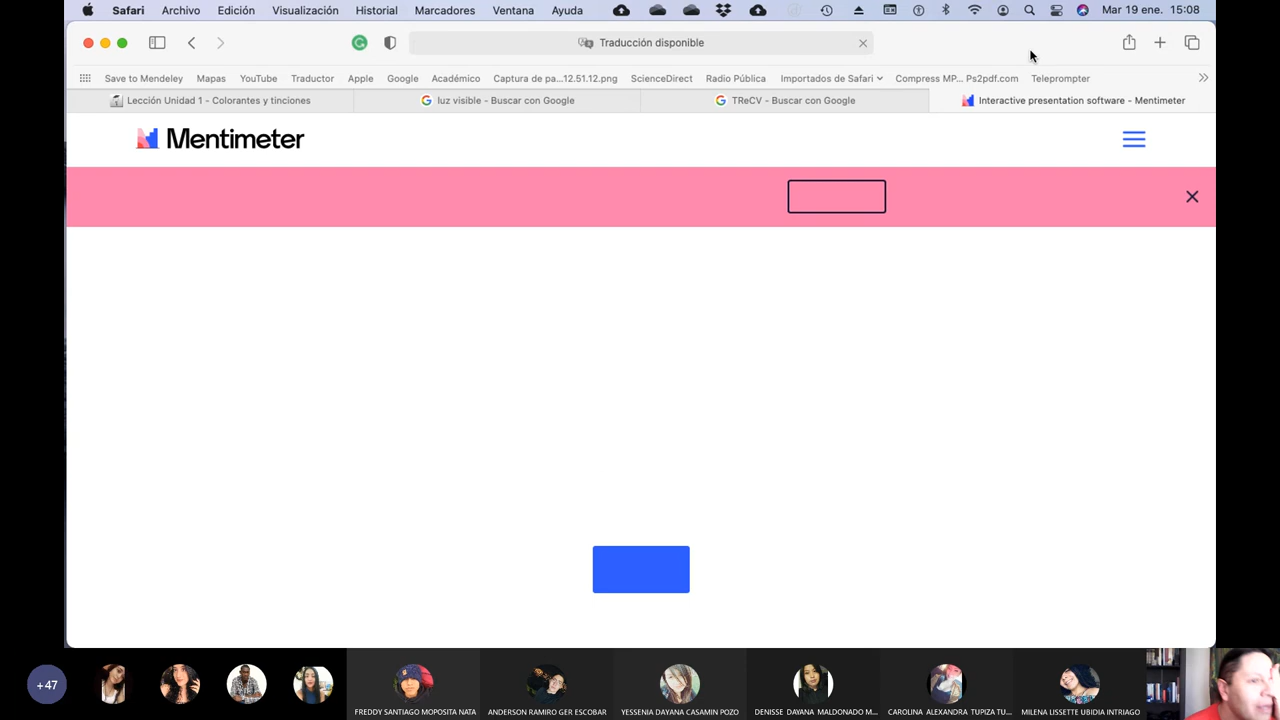 Safari Archivo Edición Visualización Historial Marcadores Ventana Ayuda Mar 19 ene. 15:08
Traducción disponible
Save to Mendeley Mapas YouTube Traductor Apple Google Académico Captura de pa...12.51.12.png ScienceDirect Radio Pública Importados de Safari Compress MP... Ps2pdf.com Teleprompter
Lección Unidad 1 - Colorantes y tinciones luz visible - Buscar con Google TReCV - Buscar con Google Interactive presentation software - Mentimeter
Mentimeter
+47
FREDDY SANTIAGO MOPOSITA NATA ANDERSON RAMIRO GER ESCOBAR YESSENIA DAYANA CASAMIN POZO DENISSE DAYANA MALDONADO M... CAROLINA ALEXANDRA TUPIZA TU... MILENA LISSETTE UBIDIA INTRIAGO